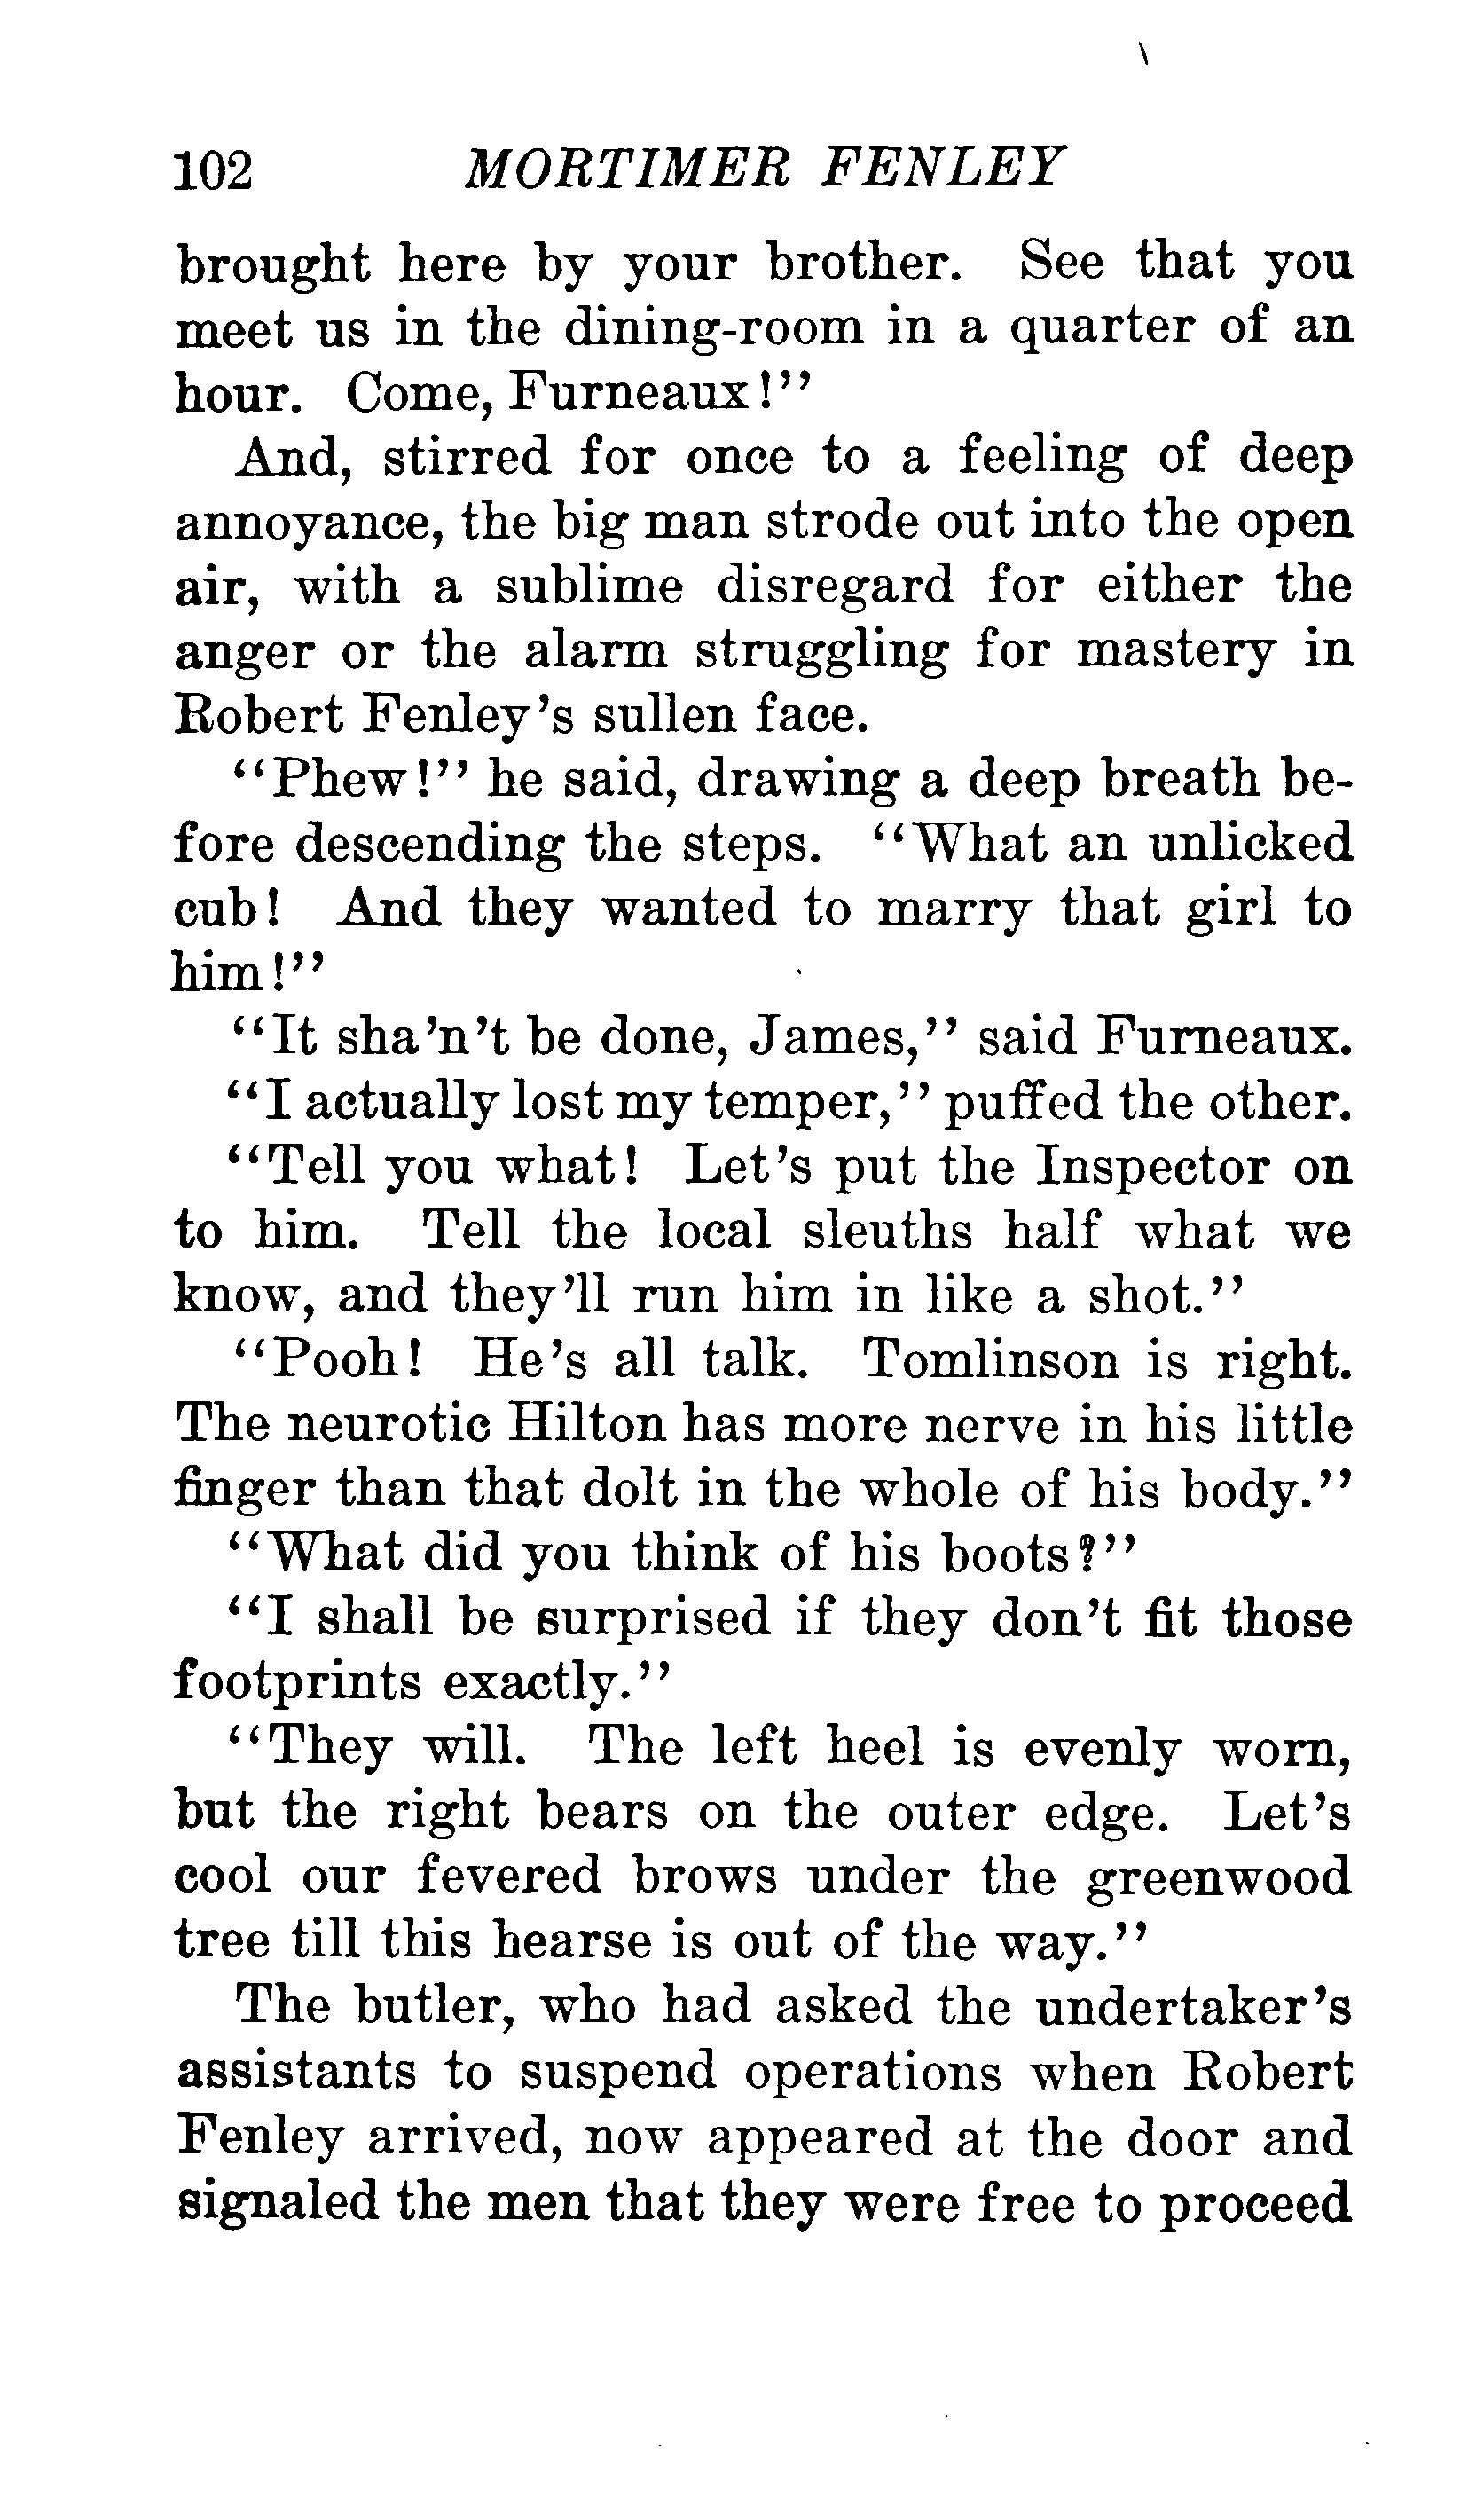 102 MORTIMER FENLEY
brought here by your brother. See that you
meet us in the dining-room in a quarter of an
hour. Come, Furneaux!''
And, stirred for once to a feeling of deep
annoyance, the big man strode out into the open
air, with a sublime disregard for either the
anger or the alarm struggling for mastery in
Robert Fenley's sullen face.
''Phew!'' he said, drawing a deep breath be-
fore descending the steps. ''What an unlicked
cub! And they wanted to marry that girl to
him!''
''It sha'n't be done, James,'' said Furneaux.
''I actually lost my temper,'' puffed the other.
''Tell you what! Let's put the Inspector on
to him. Tell the local sleuths half what we
know, and they'll run him in like a shot.''
''Pooh! He's all talk. Tomlinson is right.
The neurotic Hilton has more nerve in his little
finger than that dolt in the whole of his body.''
''What did you think of his boots?''
''I shall be surprised if they don't fit those
footprints exactly.''
''They will. The left heel is evenly worn,
but the right bears on the outer edge. Let's
cool our fevered brows under the greenwood
tree till this hearse is out of the way.''
The butler, who had asked the undertaker's
assistants to suspend operations when Robert
Fenley arrived, now appeared at the door and
signaled the men that they were free to proceed